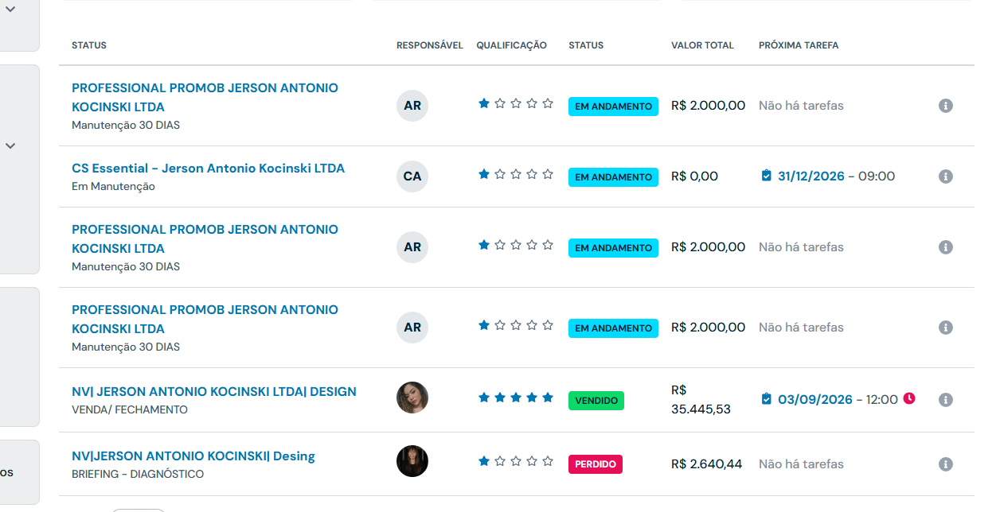 STATUS RESPONSÁVEL QUALIFICAÇÃO STATUS VALOR TOTAL PRÓXIMA TAREFA
PROFESSIONAL PROMOB JERSON ANTONIO
KOCINSKI LTDA
Manutenção 30 DIAS
AR
EM ANDAMENTO
R$ 2.000,00
Não há tarefas
CS Essential - Jerson Antonio Kocinski LTDA
Em Manutenção
CA
EM ANDAMENTO
R$ 0,00
31/12/2026 - 09:00
PROFESSIONAL PROMOB JERSON ANTONIO
KOCINSKI LTDA
Manutenção 30 DIAS
AR
EM ANDAMENTO
R$ 2.000,00
Não há tarefas
PROFESSIONAL PROMOB JERSON ANTONIO
KOCINSKI LTDA
Manutenção 30 DIAS
AR
EM ANDAMENTO
R$ 2.000,00
Não há tarefas
NV| JERSON ANTONIO KOCINSKI LTDA| DESIGN
VENDA/ FECHAMENTO
VENDIDO
R$
35.445,53
03/09/2026 - 12:00
NV|JERSON ANTONIO KOCINSKI| Desing
BRIEFING - DIAGNÓSTICO
PERDIDO
R$ 2.640,44
Não há tarefas
os